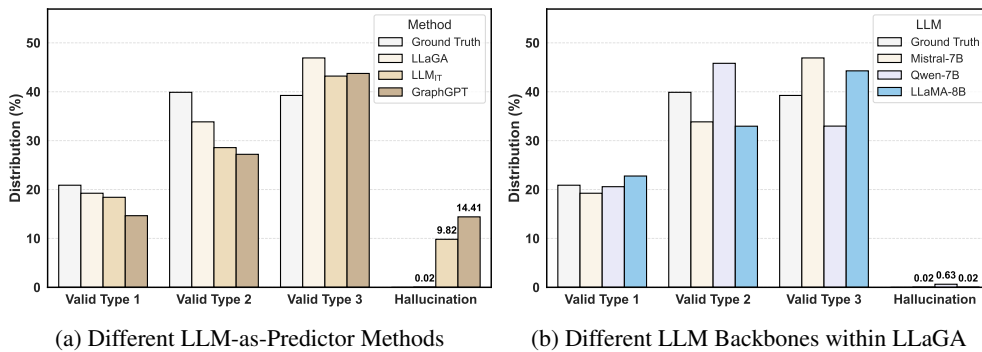 Distribution (%)
50
40
30
20
10
0
Method
Ground Truth
LLaGA
LLM_IT
GraphGPT
0.02
9.82
14.41
Valid Type 1 Valid Type 2 Valid Type 3 Hallucination
(a) Different LLM-as-Predictor Methods
Distribution (%)
50
40
30
20
10
0
LLM
Ground Truth
Mistral-7B
Qwen-7B
LLaMA-8B
0.02 0.63 0.02
Valid Type 1 Valid Type 2 Valid Type 3 Hallucination
(b) Different LLM Backbones within LLaGA